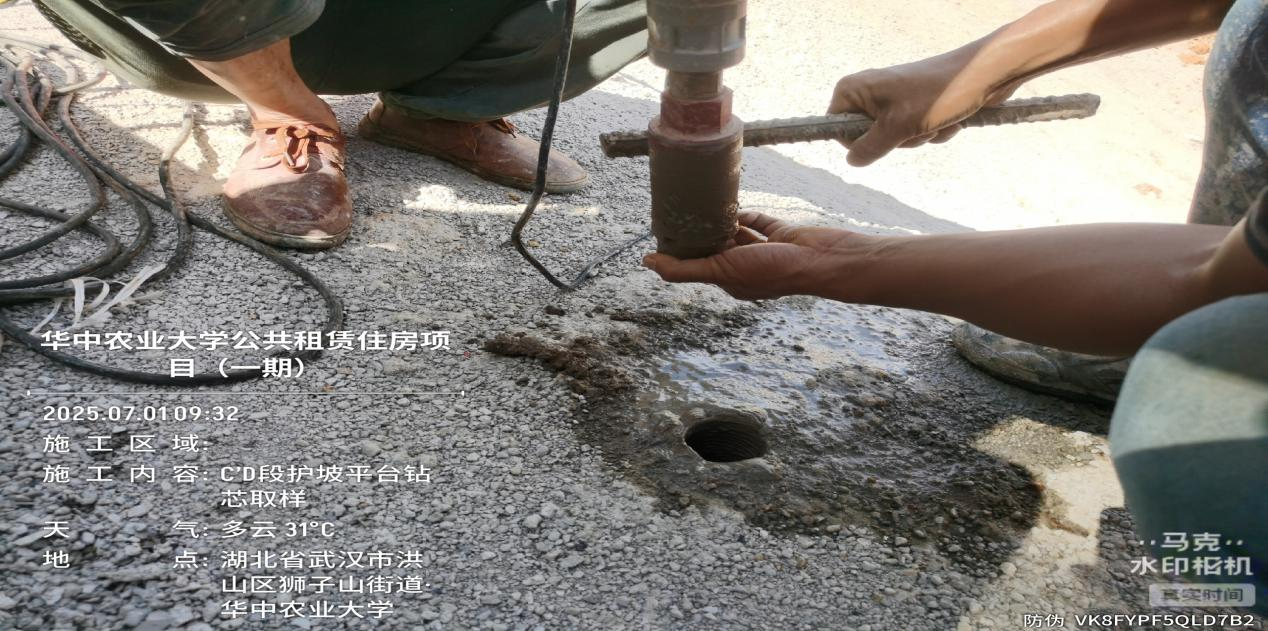 华中农业大学公共租赁住房项
目（一期）
2025.07.01 09:32
施工区域:
施工内容: C'D段护坡平台钻
芯取样
天气: 多云 31°C
地点: 湖北省武汉市洪
山区狮子山街道·
华中农业大学
马克
水印相机
真实时间
防伪 VK8FYPF5QLD7B2